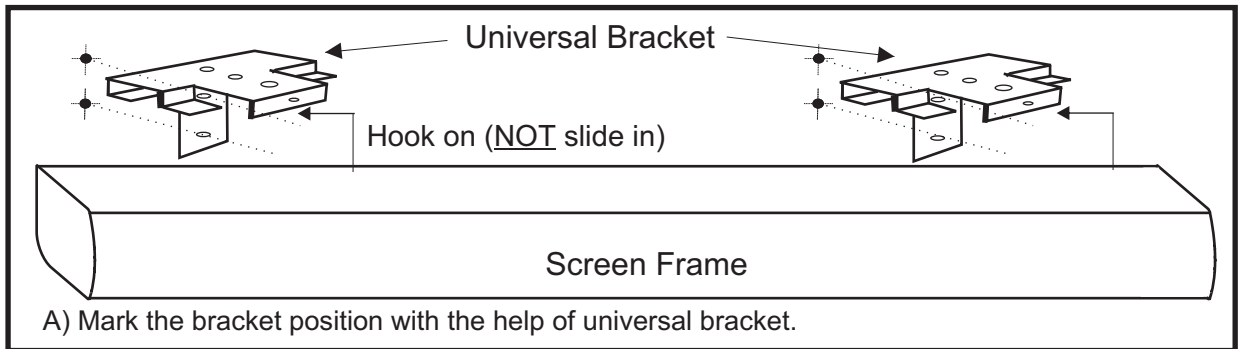 Universal Bracket
Hook on (NOT slide in)
Screen Frame
A) Mark the bracket position with the help of universal bracket.